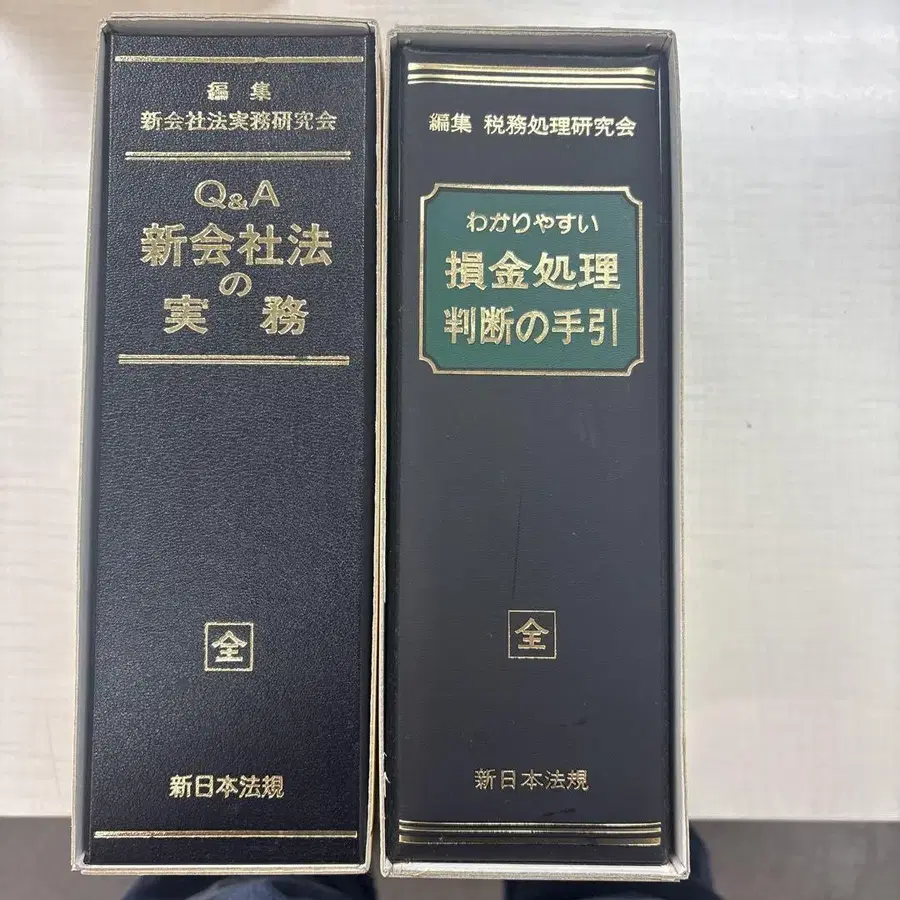 編集
新会社法実務研究会
Q&A
新会社法
の
実務
全
新日本法規
編集 税務処理研究会
わかりやすい
損金処理
判断の手引
全
新日本法規